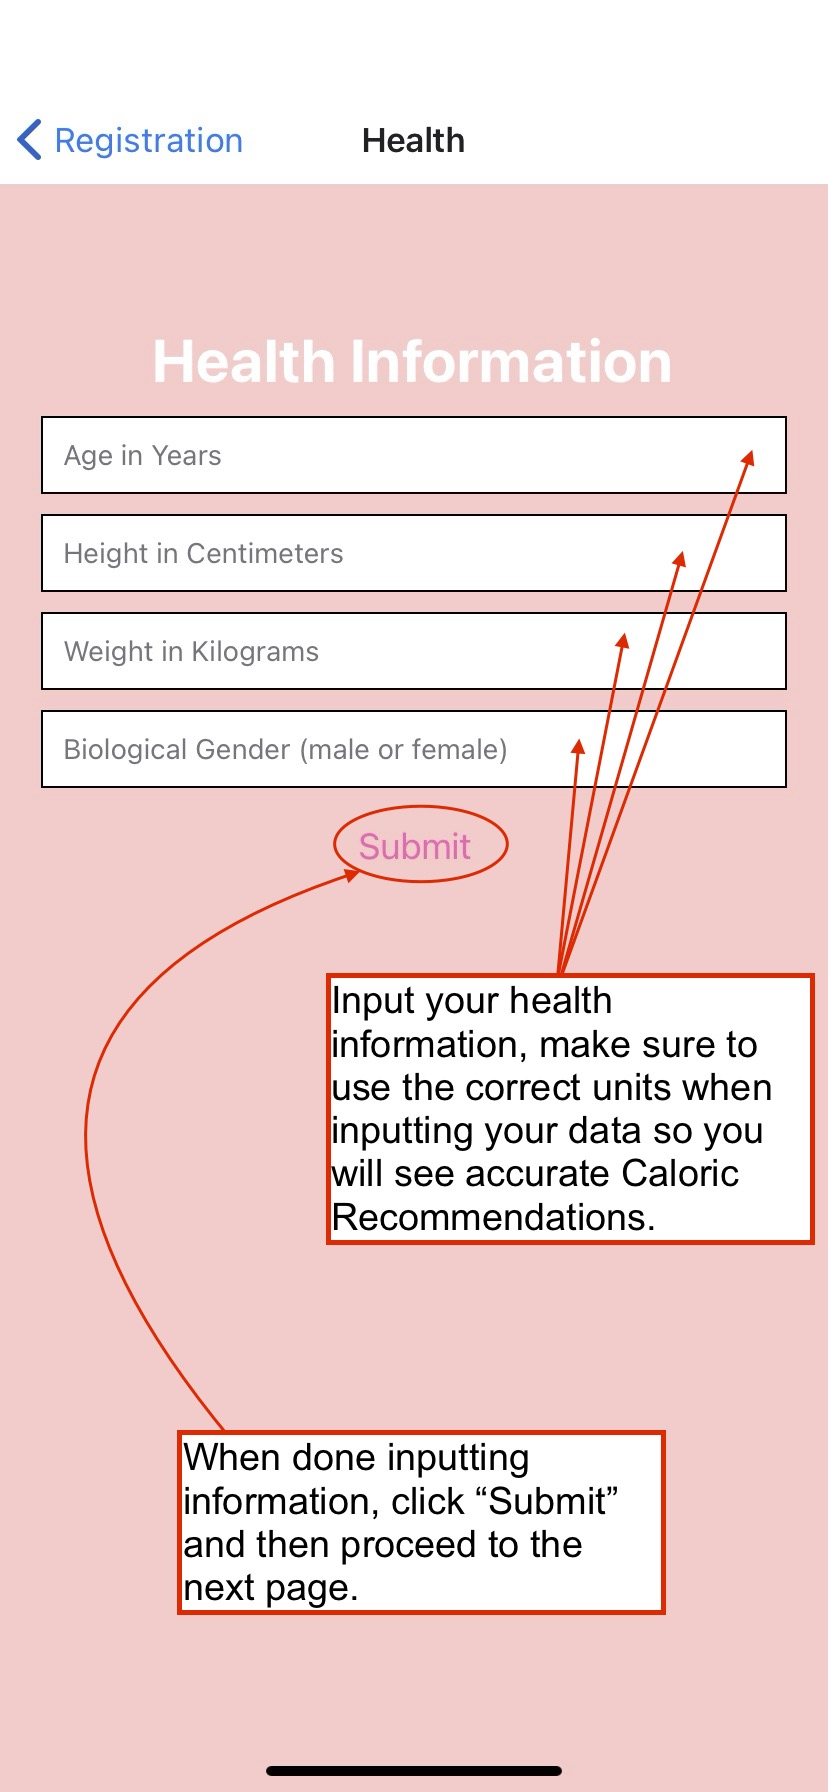 Registration
Health
Health Information
Age in Years
Height in Centimeters
Weight in Kilograms
Biological Gender (male or female)
Submit
Input your health
information, make sure to
use the correct units when
inputting your data so you
will see accurate Caloric
Recommendations.
When done inputting
information, click “Submit”
and then proceed to the
next page.